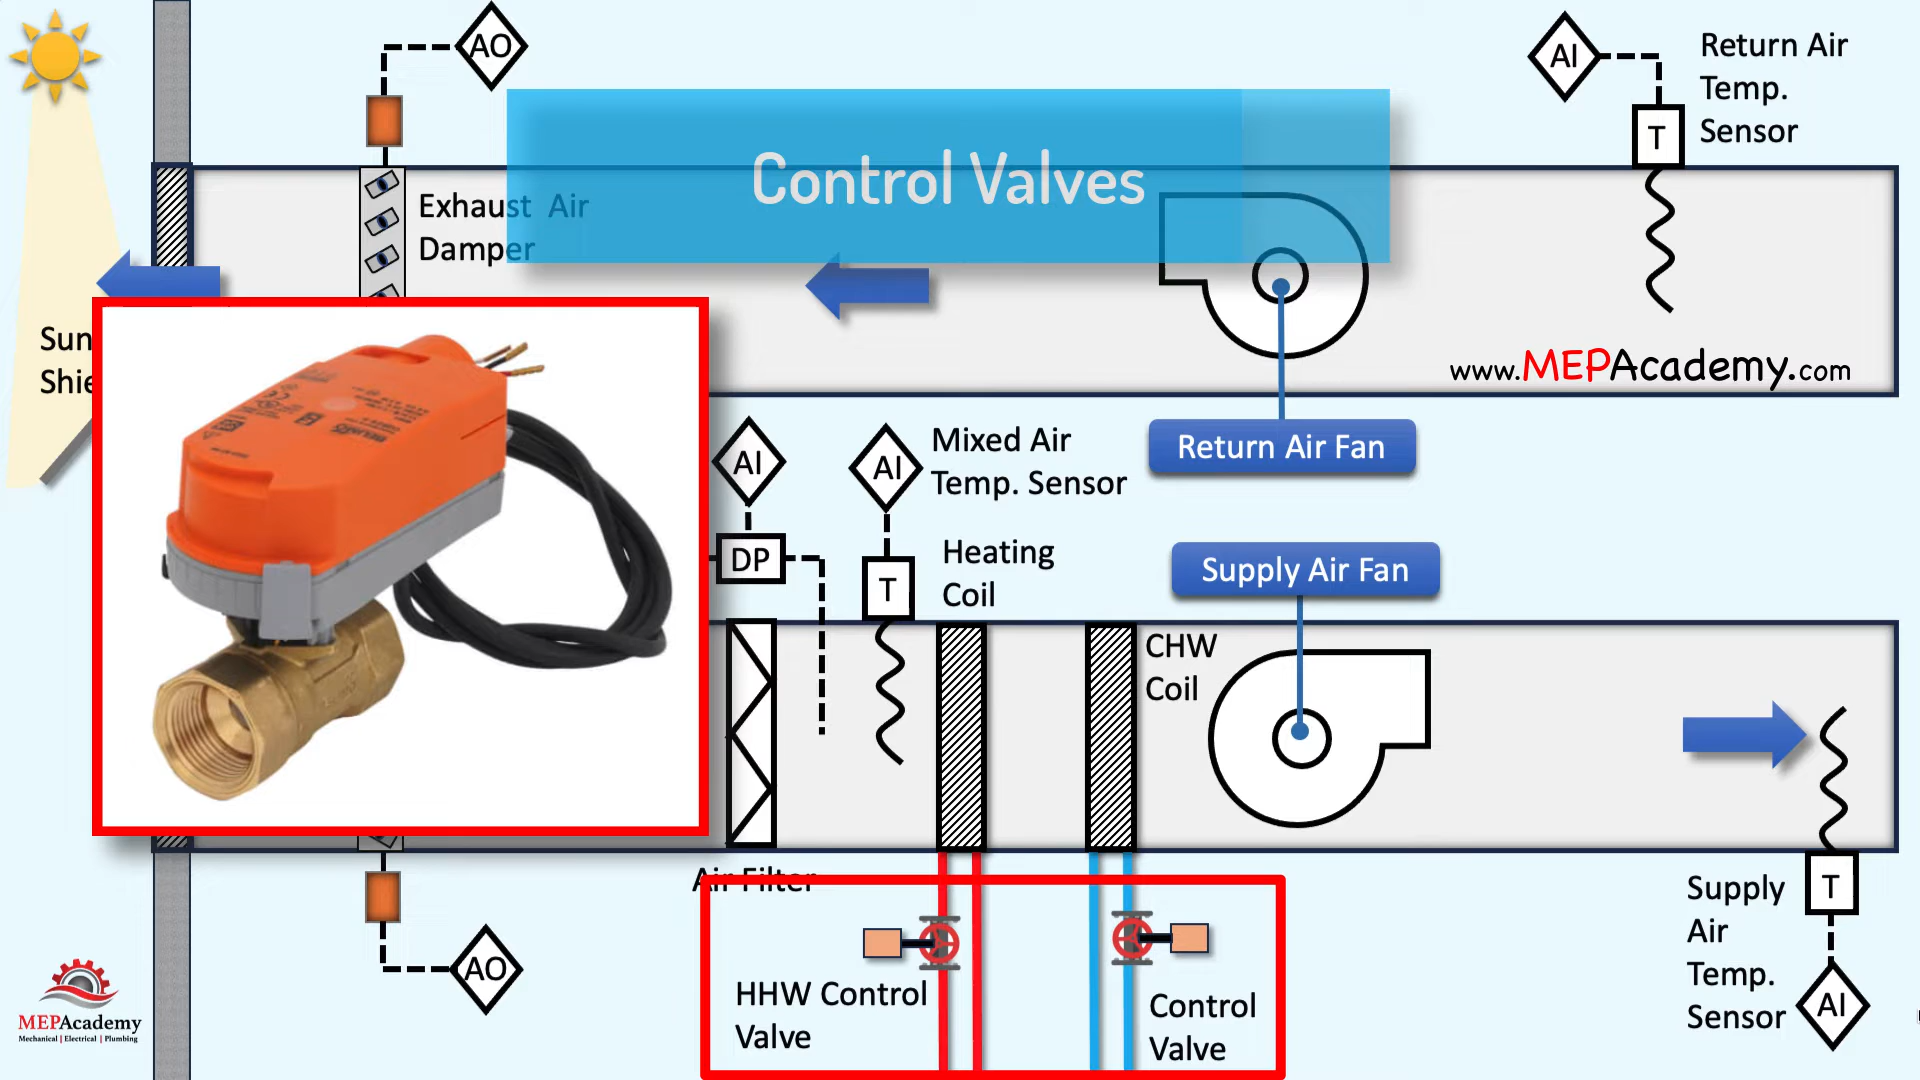 AO
AI
Return Air
Temp.
Sensor
T
Control Valves
Exhaust Air
Damper
www.MEPAcademy.com
Sun
Shie
BELIMO
AI
AI
Mixed Air
Temp. Sensor
Return Air Fan
DP
T
Heating
Coil
Supply Air Fan
CHW
Coil
Air Filter
T
Supply
Air
Temp.
Sensor
AI
AO
HHW Control
Valve
Control
Valve
MEPAcademy
Mechanical | Electrical | Plumbing